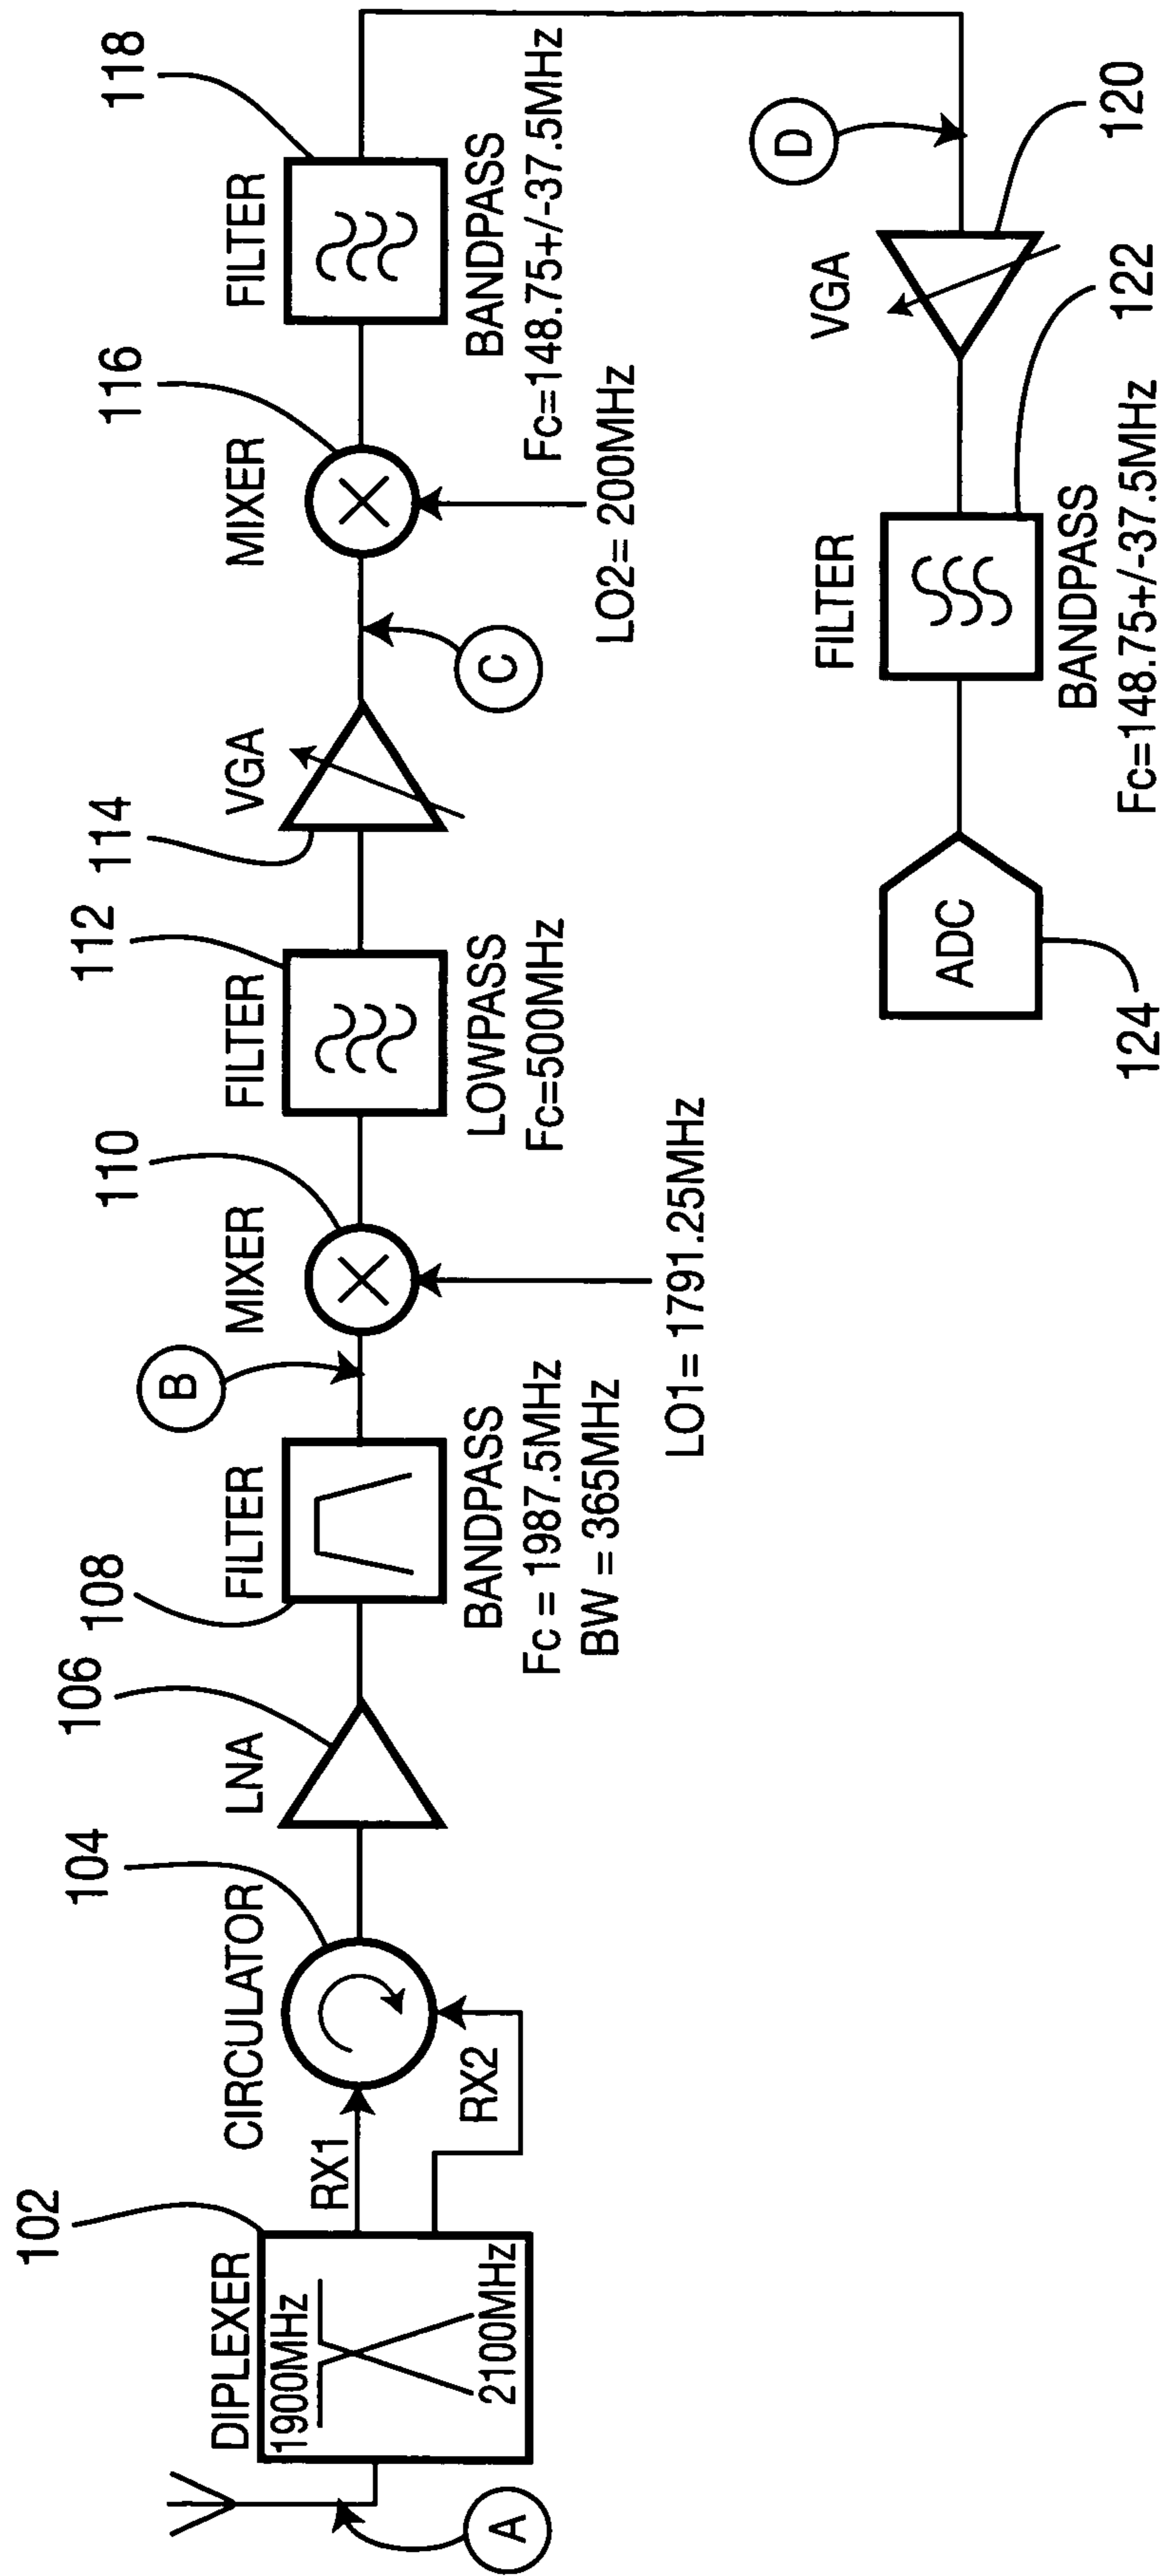 102
DIPLEXER
1900MHz
2100MHz
A
RX1
RX2
CIRCULATOR
104
LNA
106
FILTER
108
BANDPASS
Fc = 1987.5MHz
BW = 365MHz
B
MIXER
110
LO1= 1791.25MHz
FILTER
112
LOWPASS
Fc=500MHz
VGA
114
C
MIXER
116
LO2= 200MHz
FILTER
118
BANDPASS
Fc=148.75+/-37.5MHz
D
VGA
120
FILTER
122
BANDPASS
Fc=148.75+/-37.5MHz
ADC
124